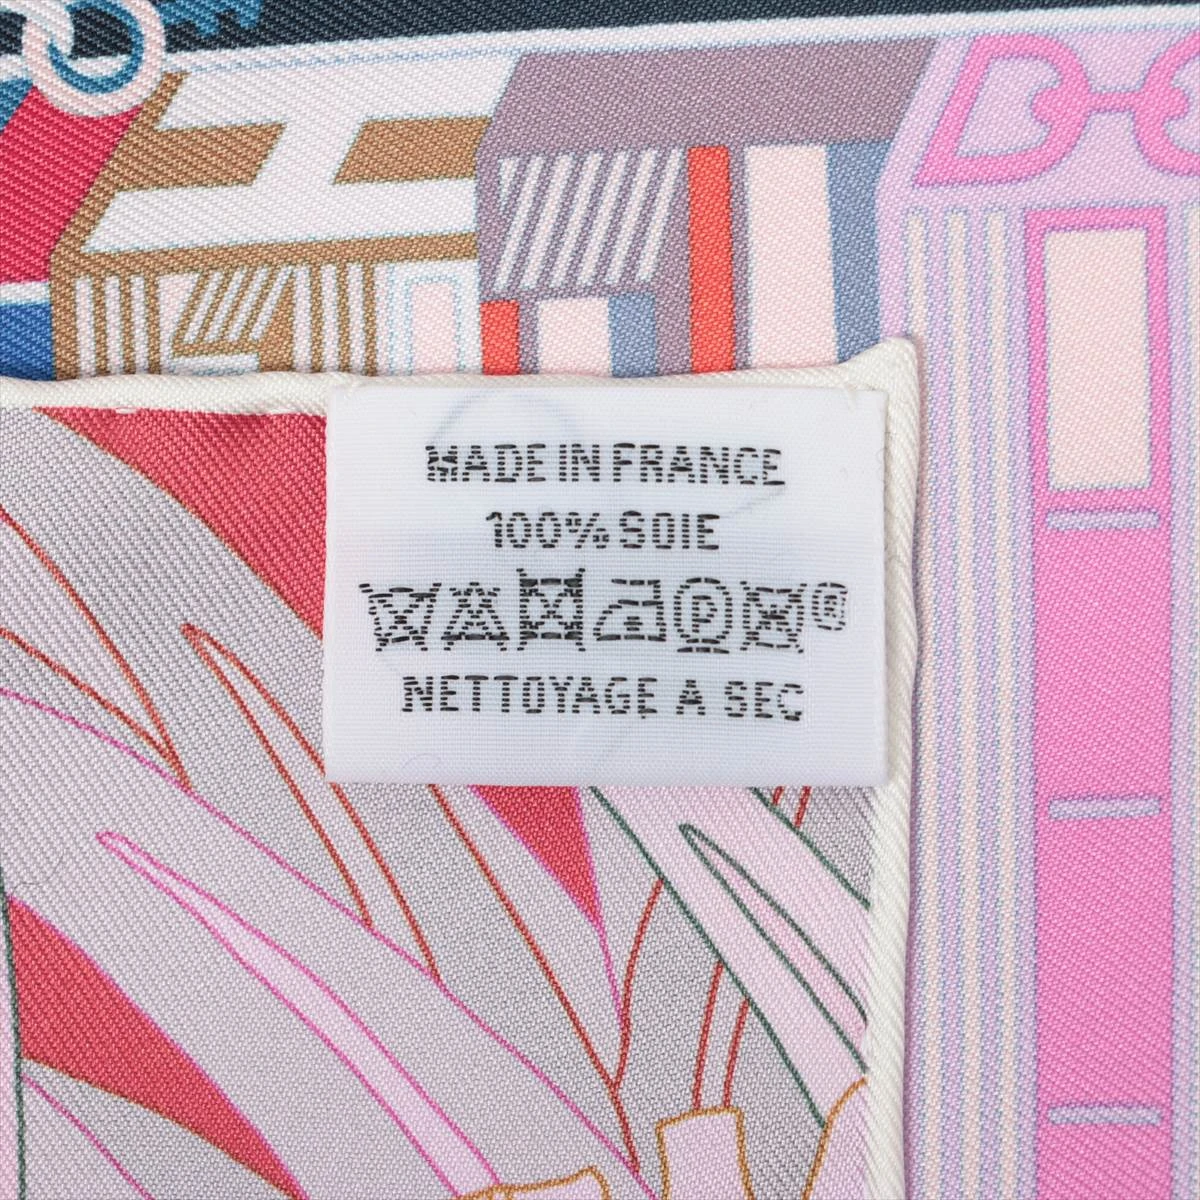 MADE IN FRANCE
100% SOIE
P ®
NETTOYAGE A SEC